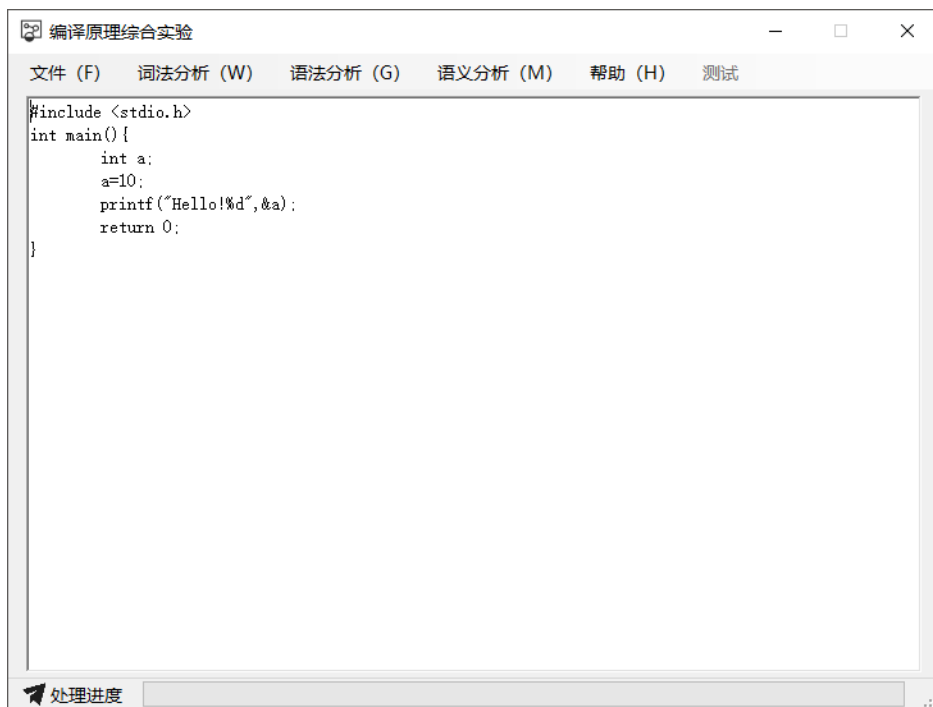 编译原理综合实验
文件 (F) 词法分析 (W) 语法分析 (G) 语义分析 (M) 帮助 (H) 测试
#include <stdio.h>
int main(){
int a;
a=10;
printf("Hello!%d",&a);
return 0;
}
处理进度